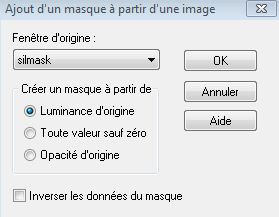 Ajout d'un masque à partir d'une image
Fenêtre d'origine :
silmask
OK
Créer un masque à partir de
Annuler
Luminance d'origine
Aide
Toute valeur sauf zéro
Opacité d'origine
Inverser les données du masque